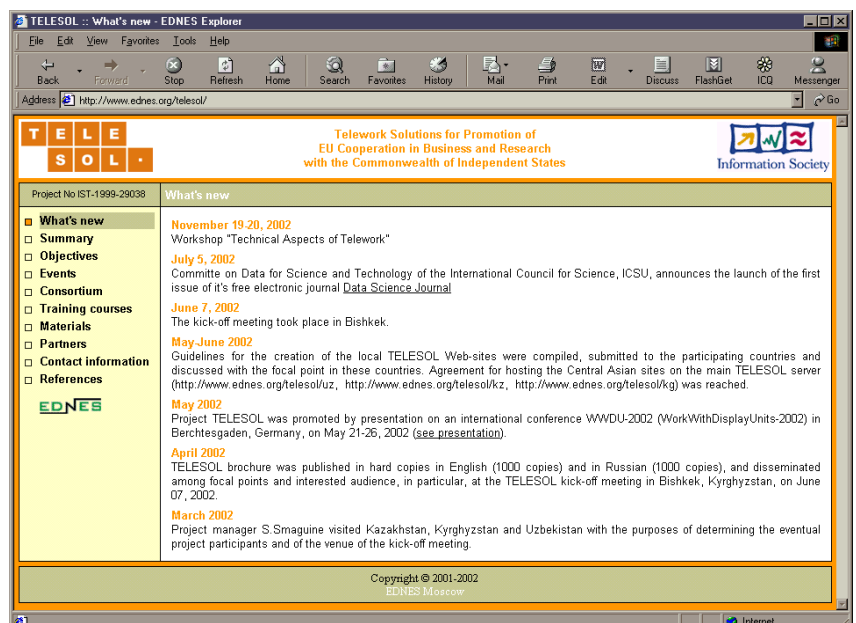 TELESOL :: What's new - EDNES Explorer
File Edit View Favorites Tools Help
Back Forward Stop Refresh Home Search Favorites History Mail Print Edit Discuss FlashGet ICQ Messenger
Address http://www.ednes.org/telesol/ Go
TELE
SOL
Telework Solutions for Promotion of
EU Cooperation in Business and Research
with the Commonwealth of Independent States
Information Society
Project No IST-1999-29038
What's new
What's new
Summary
Objectives
Events
Consortium
Training courses
Materials
Partners
Contact information
References
EDNES
November 19-20, 2002
Workshop "Technical Aspects of Telework"
July 5, 2002
Committe on Data for Science and Technology of the International Council for Science, ICSU, announces the launch of the first
issue of it's free electronic journal Data Science Journal
June 7, 2002
The kick-off meeting took place in Bishkek.
May-June 2002
Guidelines for the creation of the local TELESOL Web-sites were compiled, submitted to the participating countries and
discussed with the focal point in these countries. Agreement for hosting the Central Asian sites on the main TELESOL server
(http://www.ednes.org/telesol/uz, http://www.ednes.org/telesol/kz, http://www.ednes.org/telesol/kg) was reached.
May 2002
Project TELESOL was promoted by presentation on an international conference WWDU-2002 (WorkWithDisplayUnits-2002) in
Berchtesgaden, Germany, on May 21-26, 2002 (see presentation).
April 2002
TELESOL brochure was published in hard copies in English (1000 copies) and in Russian (1000 copies), and disseminated
among focal points and interested audience, in particular, at the TELESOL kick-off meeting in Bishkek, Kyrghyzstan, on June
07, 2002.
March 2002
Project manager S.Smaguine visited Kazakhstan, Kyrghyzstan and Uzbekistan with the purposes of determining the eventual
project participants and of the venue of the kick-off meeting.
Copyright © 2001-2002
EDNES Moscow
Internet